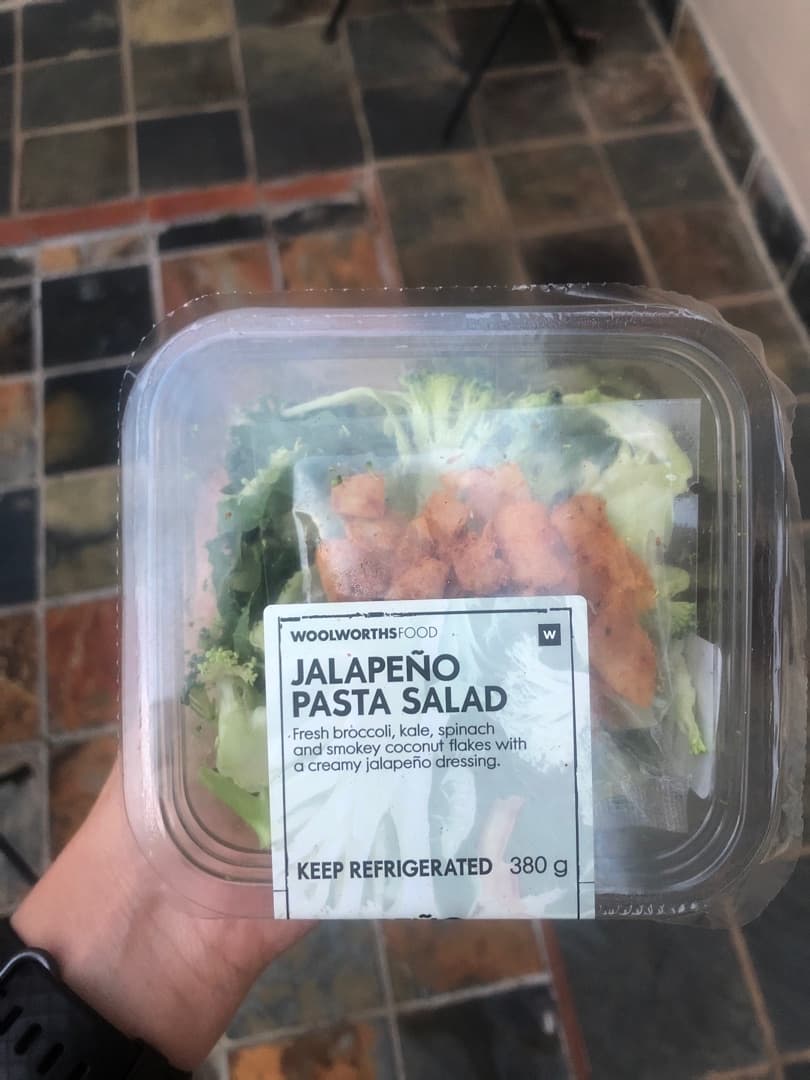 WOOLWORTHSFOOD
W
JALAPEÑO
PASTA SALAD
Fresh broccoli, kale, spinach
and smokey coconut flakes with
a creamy jalapeño dressing.
KEEP REFRIGERATED 380 g